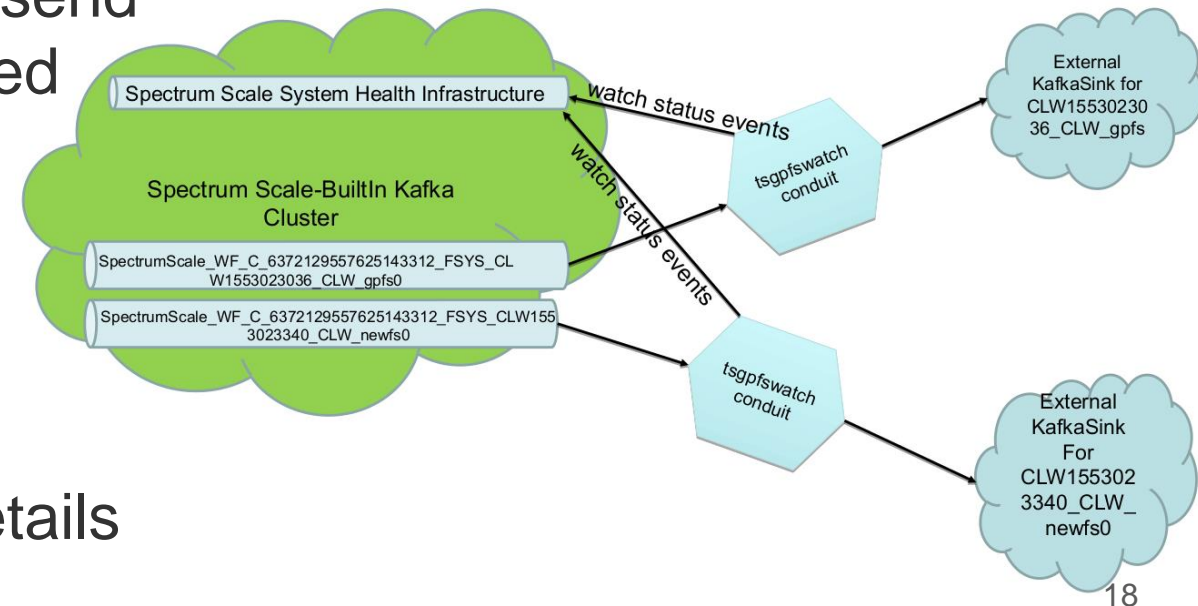 send
ed
etails
Spectrum Scale System Health Infrastructure
Spectrum Scale-BuiltIn Kafka
Cluster
SpectrumScale_WF_C_6372129557625143312_FSYS_CL
W1553023036_CLW_gpfs0
SpectrumScale_WF_C_6372129557625143312_FSYS_CLW155
3023340_CLW_newfs0
watch status events
watch status events
tsgpfswatch
conduit
tsgpfswatch
conduit
External
KafkaSink for
CLW15530230
36_CLW_gpfs
External
KafkaSink
For
CLW155302
3340_CLW_
newfs0
18